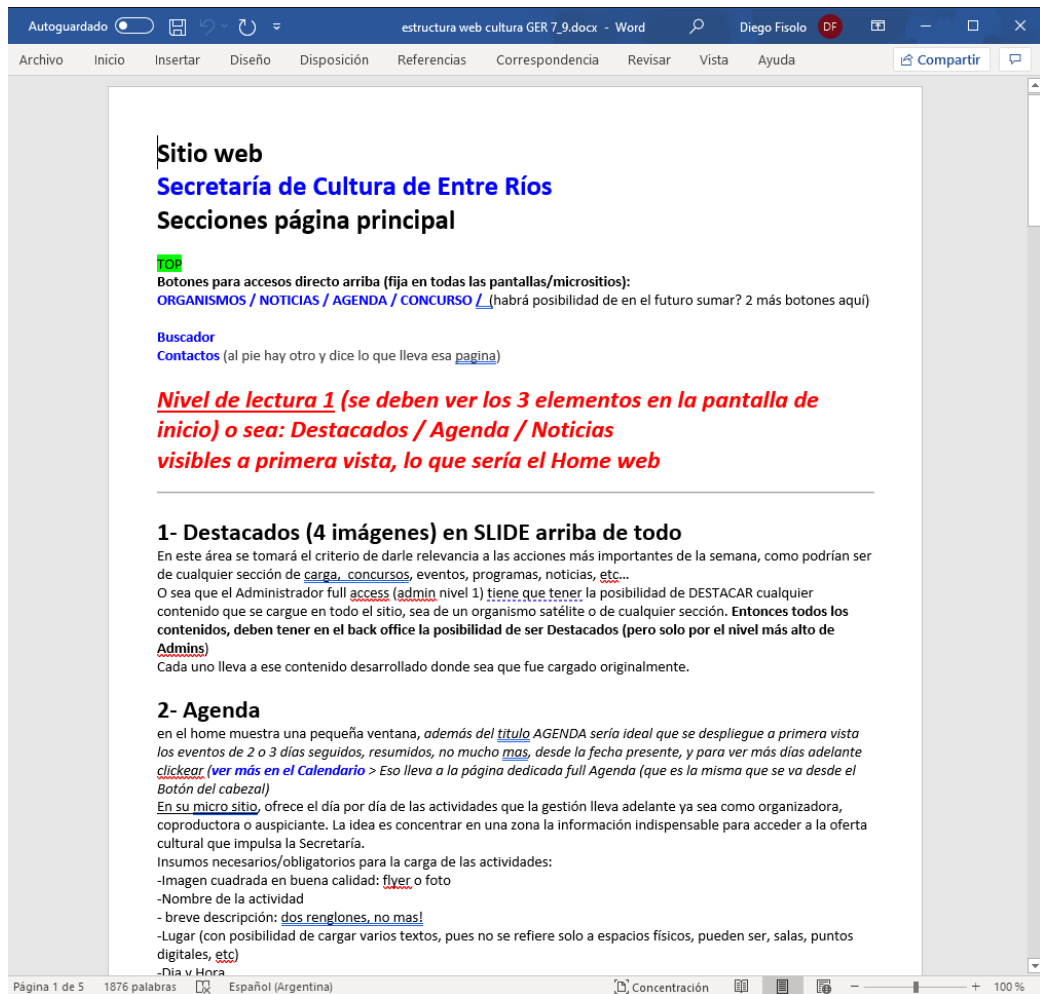 Autoguardado
estructura web cultura GER 7_9.docx - Word
Diego Fisolo DF
Archivo Inicio Insertar Diseño Disposición Referencias Correspondencia Revisar Vista Ayuda Compartir
Sitio web
Secretaría de Cultura de Entre Ríos
Secciones página principal
TOP
Botones para accesos directo arriba (fija en todas las pantallas/micrositios):
ORGANISMOS / NOTICIAS / AGENDA / CONCURSO / (habrá posibilidad de en el futuro sumar? 2 más botones aquí)
Buscador
Contactos (al pie hay otro y dice lo que lleva esa pagina)
Nivel de lectura 1 (se deben ver los 3 elementos en la pantalla de
inicio) o sea: Destacados / Agenda / Noticias
visibles a primera vista, lo que sería el Home web
1- Destacados (4 imágenes) en SLIDE arriba de todo
En este área se tomará el criterio de darle relevancia a las acciones más importantes de la semana, como podrían ser
de cualquier sección de carga, concursos, eventos, programas, noticias, etc...
O sea que el Administrador full access (admin nivel 1) tiene que tener la posibilidad de DESTACAR cualquier
contenido que se cargue en todo el sitio, sea de un organismo satélite o de cualquier sección. Entonces todos los
contenidos, deben tener en el back office la posibilidad de ser Destacados (pero solo por el nivel más alto de
Admins)
Cada uno lleva a ese contenido desarrollado donde sea que fue cargado originalmente.
2- Agenda
en el home muestra una pequeña ventana, además del titulo AGENDA sería ideal que se despliegue a primera vista
los eventos de 2 o 3 días seguidos, resumidos, no mucho mas, desde la fecha presente, y para ver más días adelante
clickear (ver más en el Calendario > Eso lleva a la página dedicada full Agenda (que es la misma que se va desde el
Botón del cabezal)
En su micro sitio, ofrece el día por día de las actividades que la gestión lleva adelante ya sea como organizadora,
coproductora o auspiciante. La idea es concentrar en una zona la información indispensable para acceder a la oferta
cultural que impulsa la Secretaría.
Insumos necesarios/obligatorios para la carga de las actividades:
-Imagen cuadrada en buena calidad: flyer o foto
-Nombre de la actividad
- breve descripción: dos renglones, no mas!
-Lugar (con posibilidad de cargar varios textos, pues no se refiere solo a espacios físicos, pueden ser, salas, puntos
digitales, etc)
-Dia y Hora
Página 1 de 5 1876 palabras Español (Argentina) Concentración 100 %